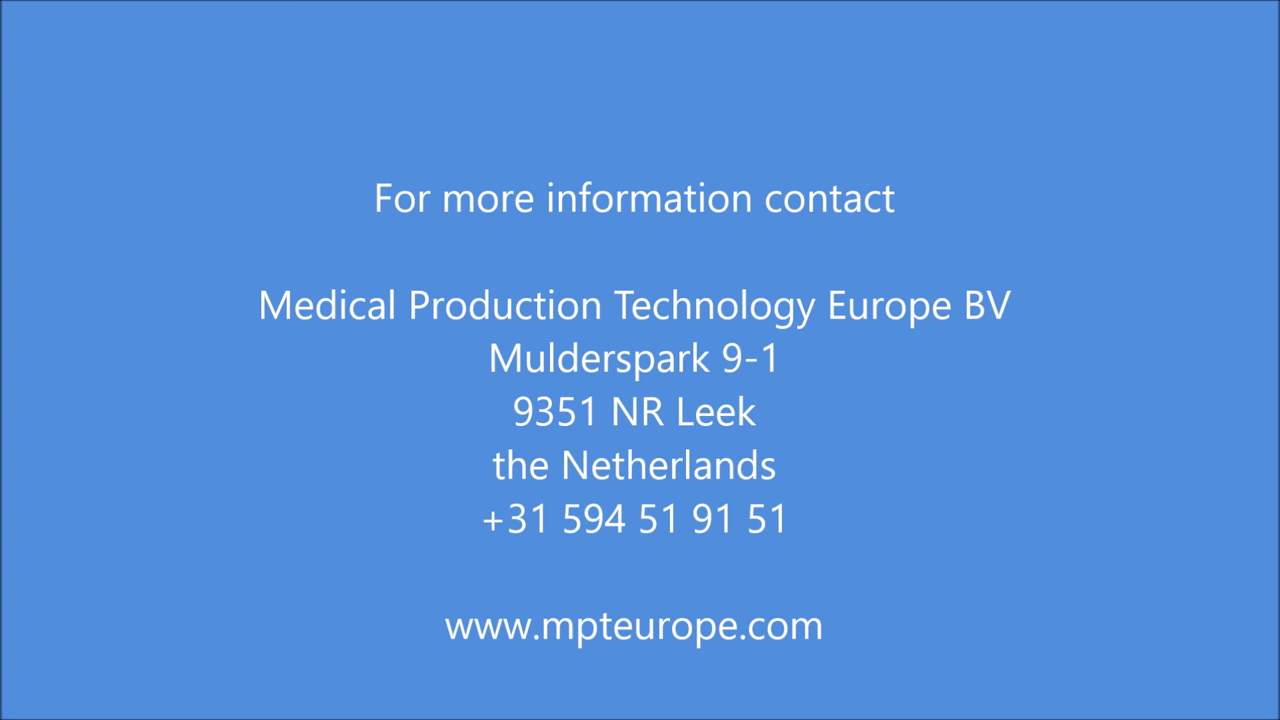 For more information contact
Medical Production Technology Europe BV
Mulderspark 9-1
9351 NR Leek
the Netherlands
+31 594 51 91 51
www.mpteurope.com